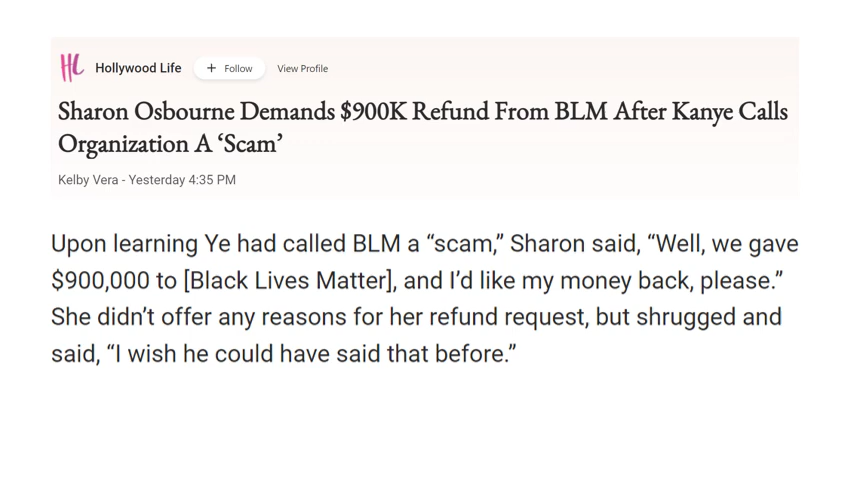 HL Hollywood Life + Follow View Profile
Sharon Osbourne Demands $900K Refund From BLM After Kanye Calls
Organization A ‘Scam’
Kelby Vera - Yesterday 4:35 PM
Upon learning Ye had called BLM a “scam,” Sharon said, “Well, we gave
$900,000 to [Black Lives Matter], and I’d like my money back, please.”
She didn’t offer any reasons for her refund request, but shrugged and
said, “I wish he could have said that before.”